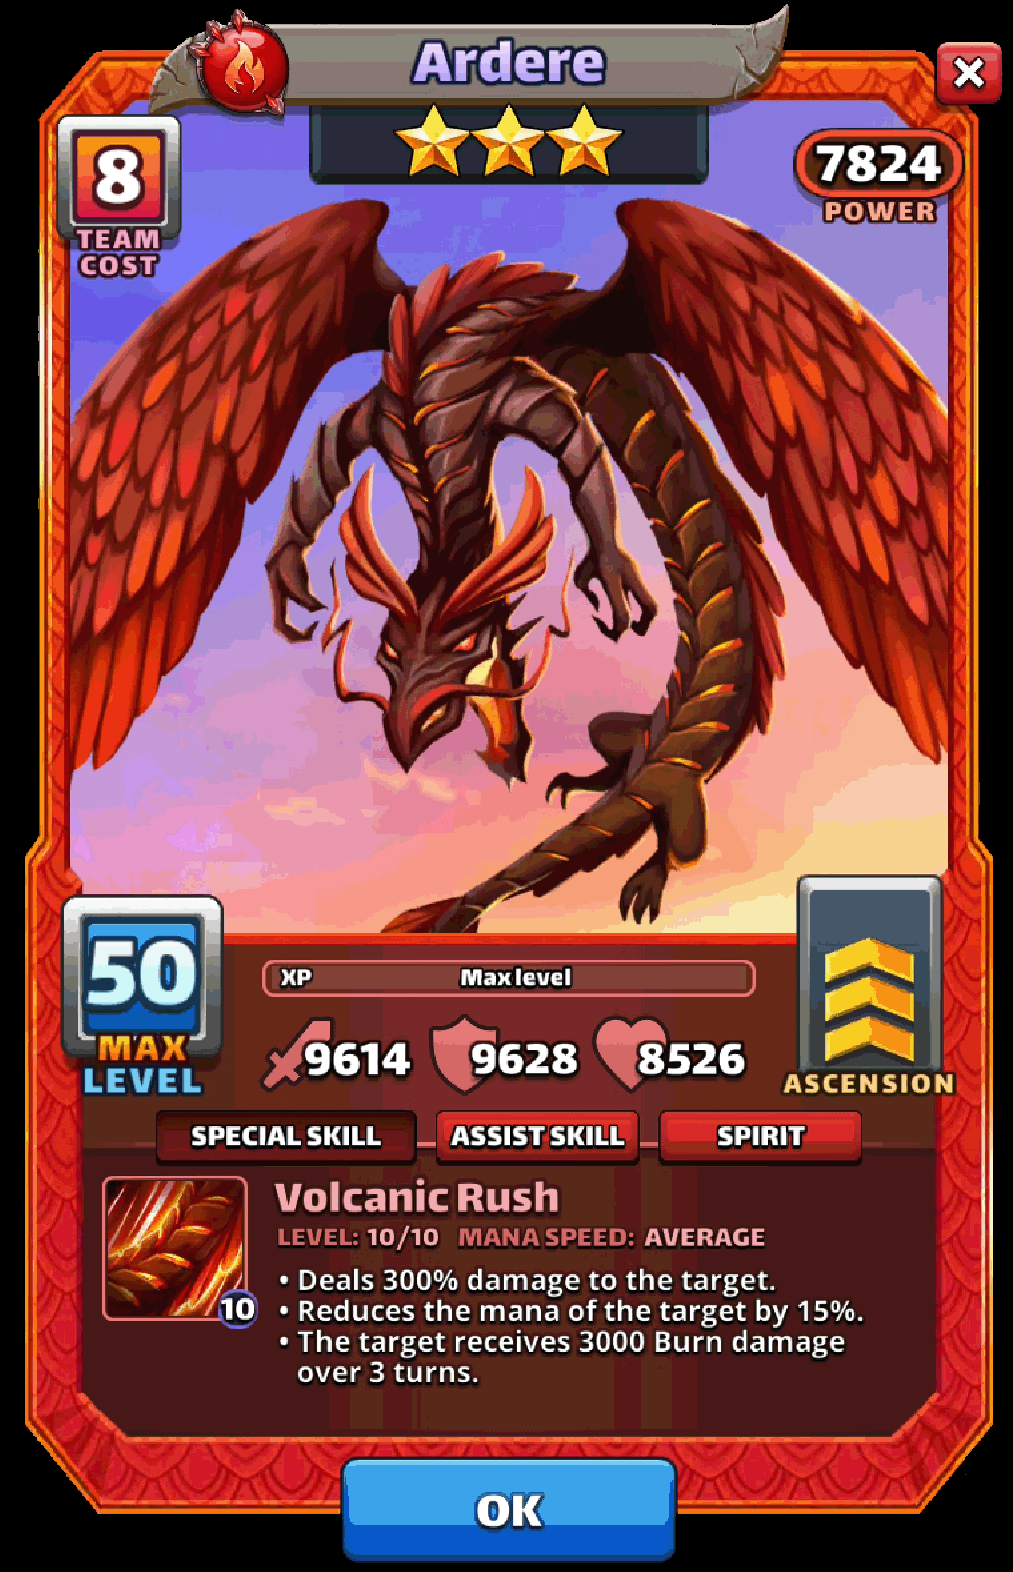 Ardere
8
TEAM
COST
7824
POWER
50
MAX
LEVEL
XP Max level
9614 9628 8526
ASCENSION
SPECIAL SKILL ASSIST SKILL SPIRIT
Volcanic Rush
LEVEL: 10/10 MANA SPEED: AVERAGE
10
• Deals 300% damage to the target.
• Reduces the mana of the target by 15%.
• The target receives 3000 Burn damage
over 3 turns.
OK